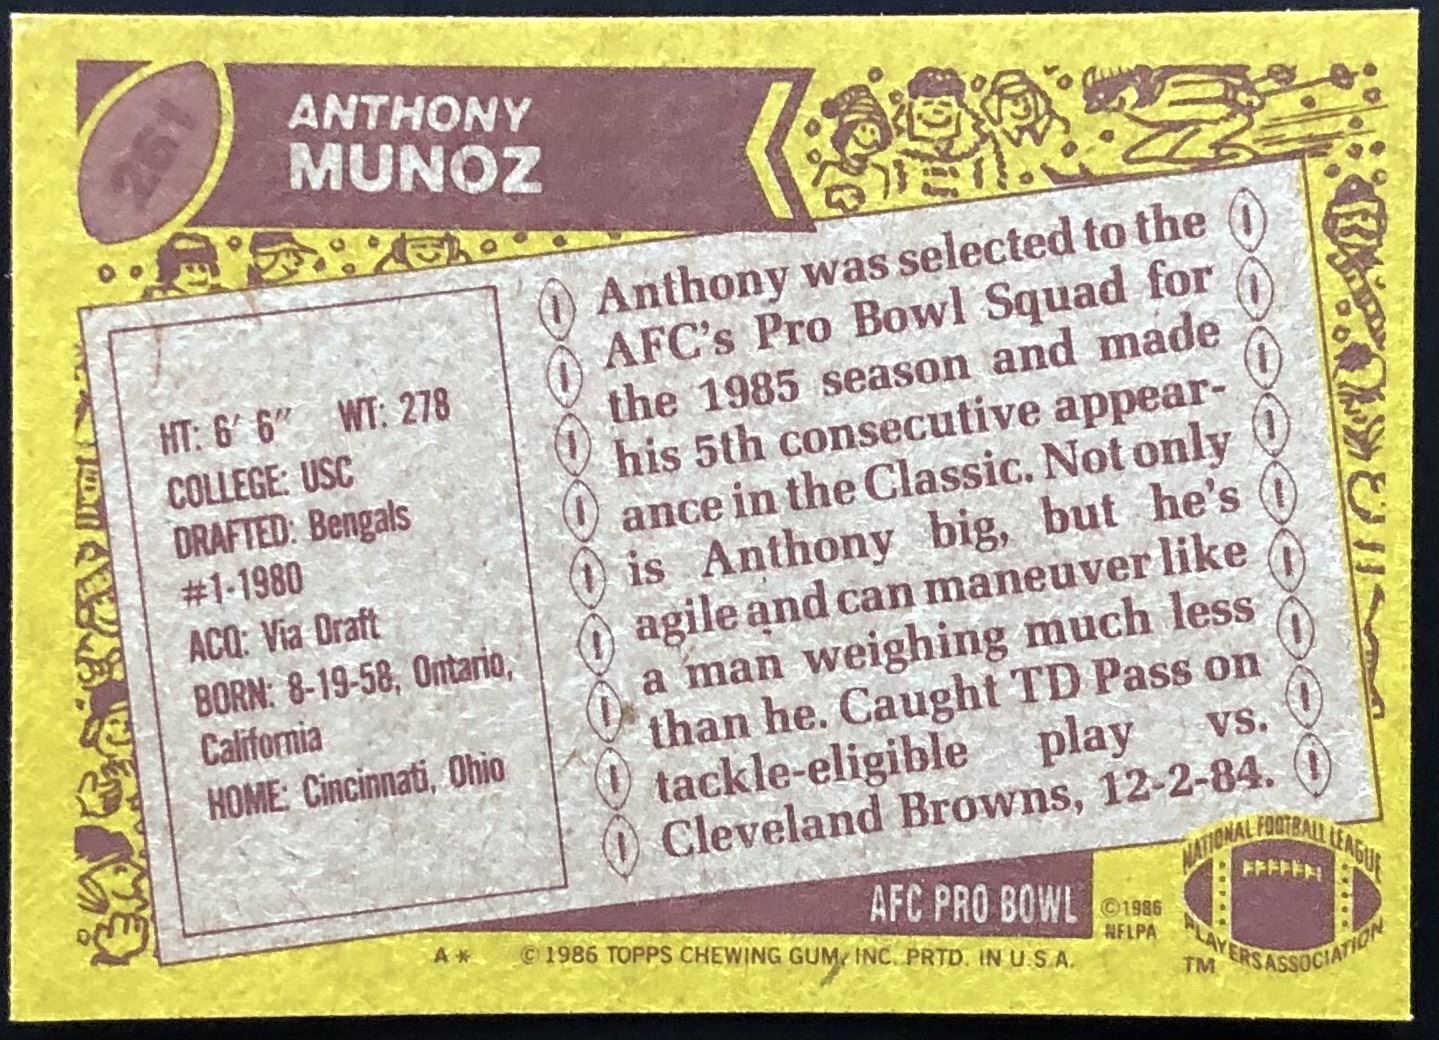 261
ANTHONY
MUNOZ
HT: 6' 6" WT: 278
COLLEGE: USC
DRAFTED: Bengals
#1-1980
ACQ: Via Draft
BORN: 8-19-58, Ontario,
California
HOME: Cincinnati, Ohio
Anthony was selected to the
AFC's Pro Bowl Squad for
the 1985 season and made
his 5th consecutive appear-
ance in the Classic. Not only
is Anthony big, but he's
agile and can maneuver like
a man weighing much less
than he. Caught TD Pass on
tackle-eligible play vs.
Cleveland Browns, 12-2-84.
AFC PRO BOWL
©1986
NFLPA
NATIONAL FOOTBALL LEAGUE
PLAYERS ASSOCIATION
TM
A* © 1986 TOPPS CHEWING GUM, INC. PRTD. IN U.S.A.